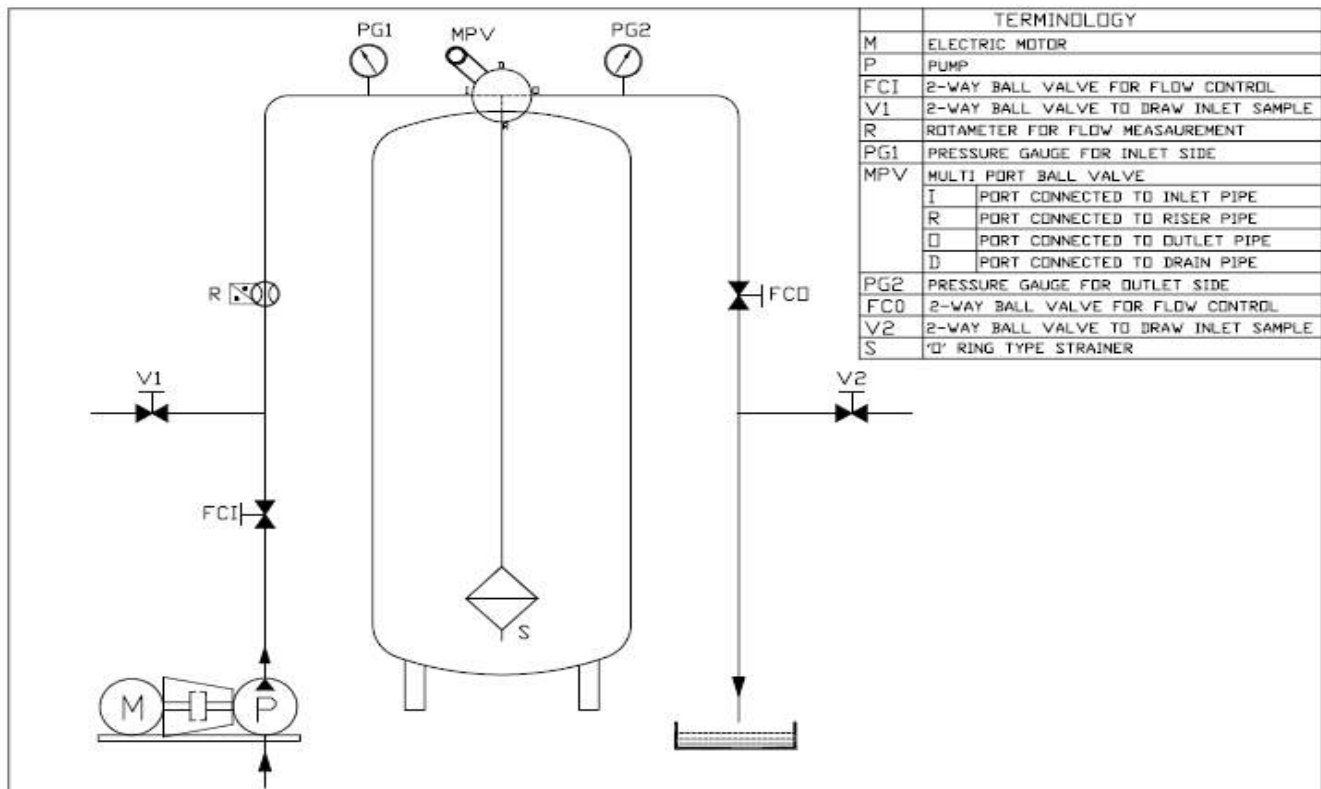 PG1
MPV
PG2
D
I
O
R
R
FCO
V1
V2
FCI
S
M
P
TERMINOLOGY
M ELECTRIC MOTOR
P PUMP
FCI 2-WAY BALL VALVE FOR FLOW CONTROL
V1 2-WAY BALL VALVE TO DRAW INLET SAMPLE
R ROTAMETER FOR FLOW MEASAUREMENT
PG1 PRESSURE GAUGE FOR INLET SIDE
MPV MULTI PORT BALL VALVE
I PORT CONNECTED TO INLET PIPE
R PORT CONNECTED TO RISER PIPE
O PORT CONNECTED TO OUTLET PIPE
D PORT CONNECTED TO DRAIN PIPE
PG2 PRESSURE GAUGE FOR OUTLET SIDE
FC0 2-WAY BALL VALVE FOR FLOW CONTROL
V2 2-WAY BALL VALVE TO DRAW INLET SAMPLE
S 'O' RING TYPE STRAINER